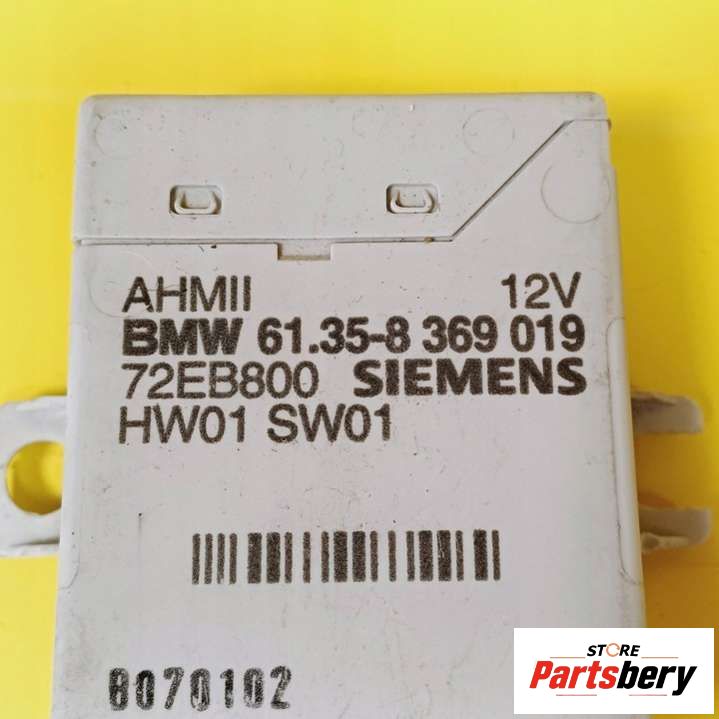 AHMII 12V
BMW 61.35-8 369 019
72EB800 SIEMENS
HW01 SW01
8070102
STORE
Partsbery